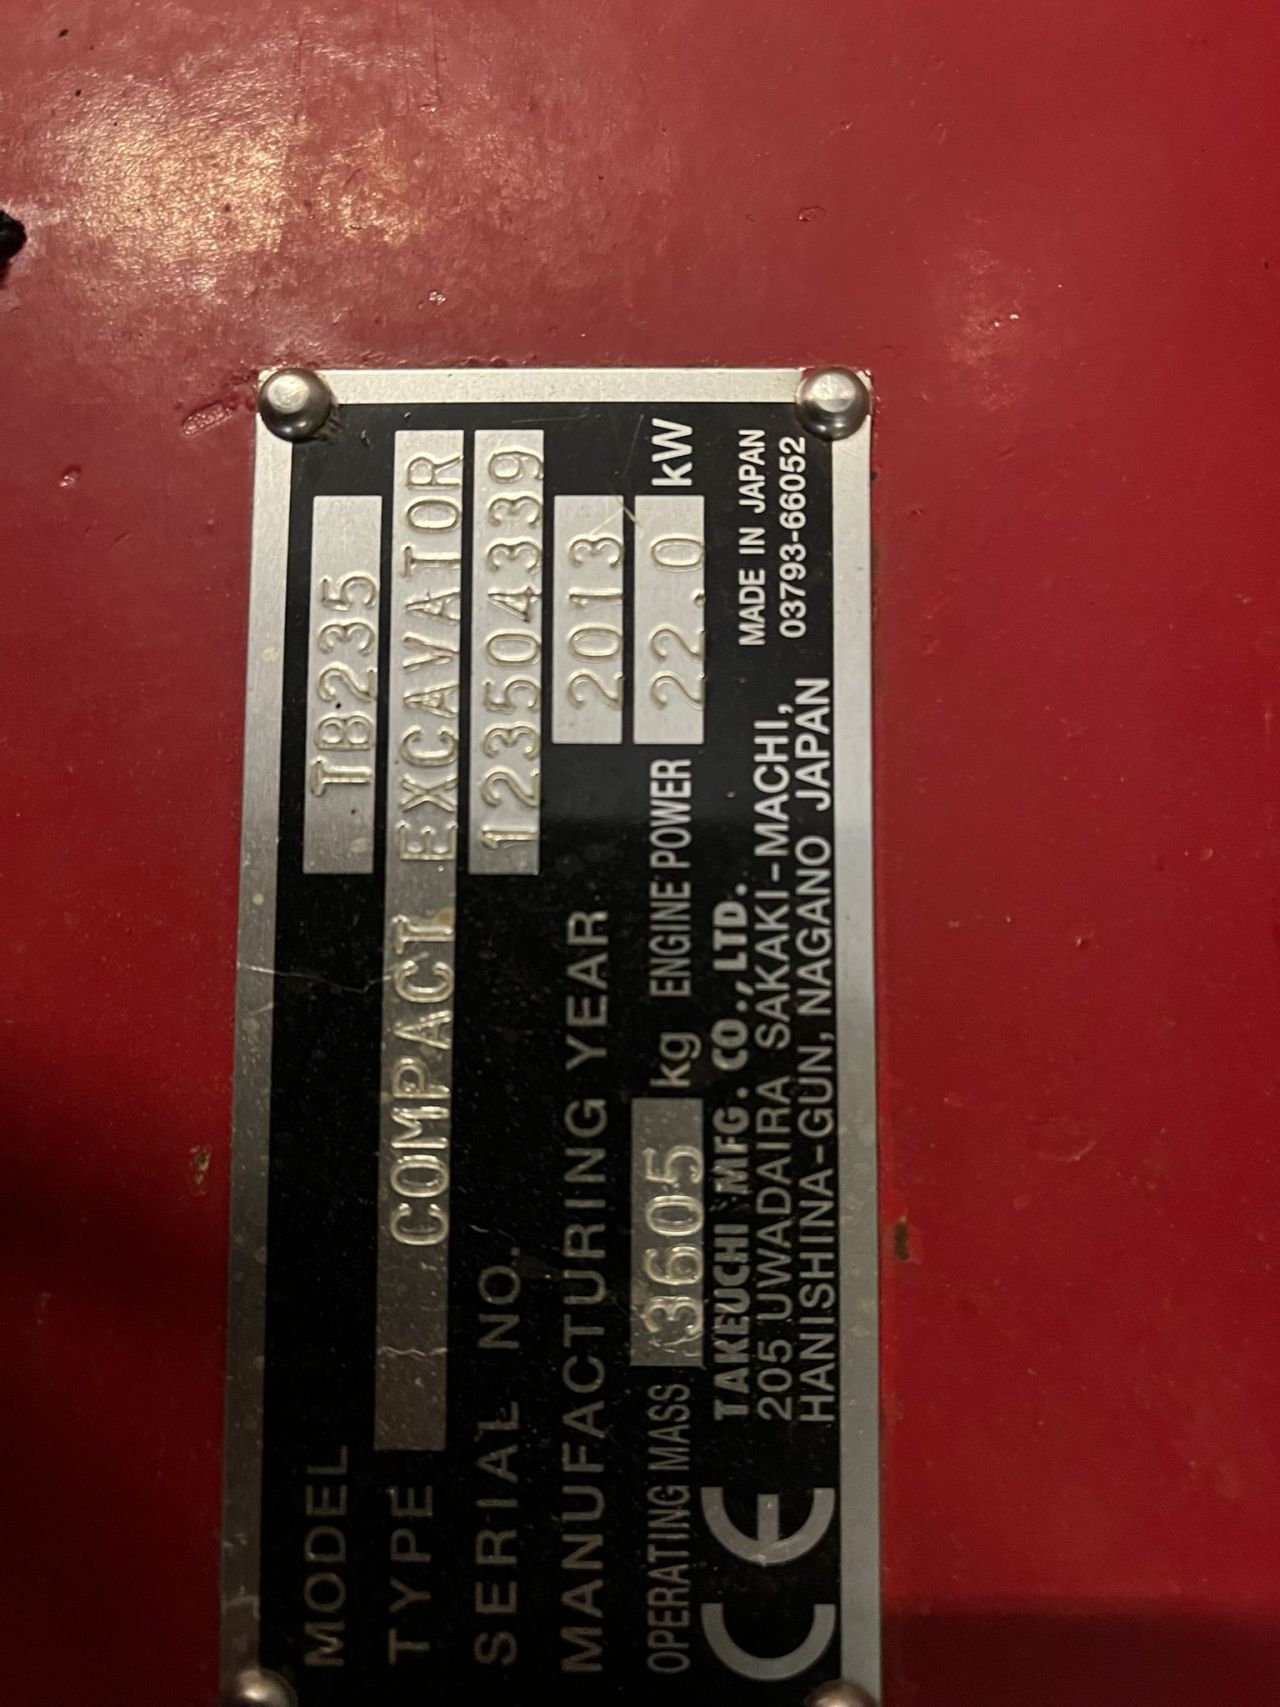 MODEL TB235
TYPE COMPACT EXCAVATOR
SERIAL NO. 123504339
MANUFACTURING YEAR 2013
OPERATING MASS 3605 kg ENGINE POWER 22.0 kW
TAKEUCHI MFG. CO., LTD.
205 UWADAIRA SAKAKI-MACHI, MADE IN JAPAN
HANISHINA-GUN, NAGANO JAPAN 03793-66052
CE